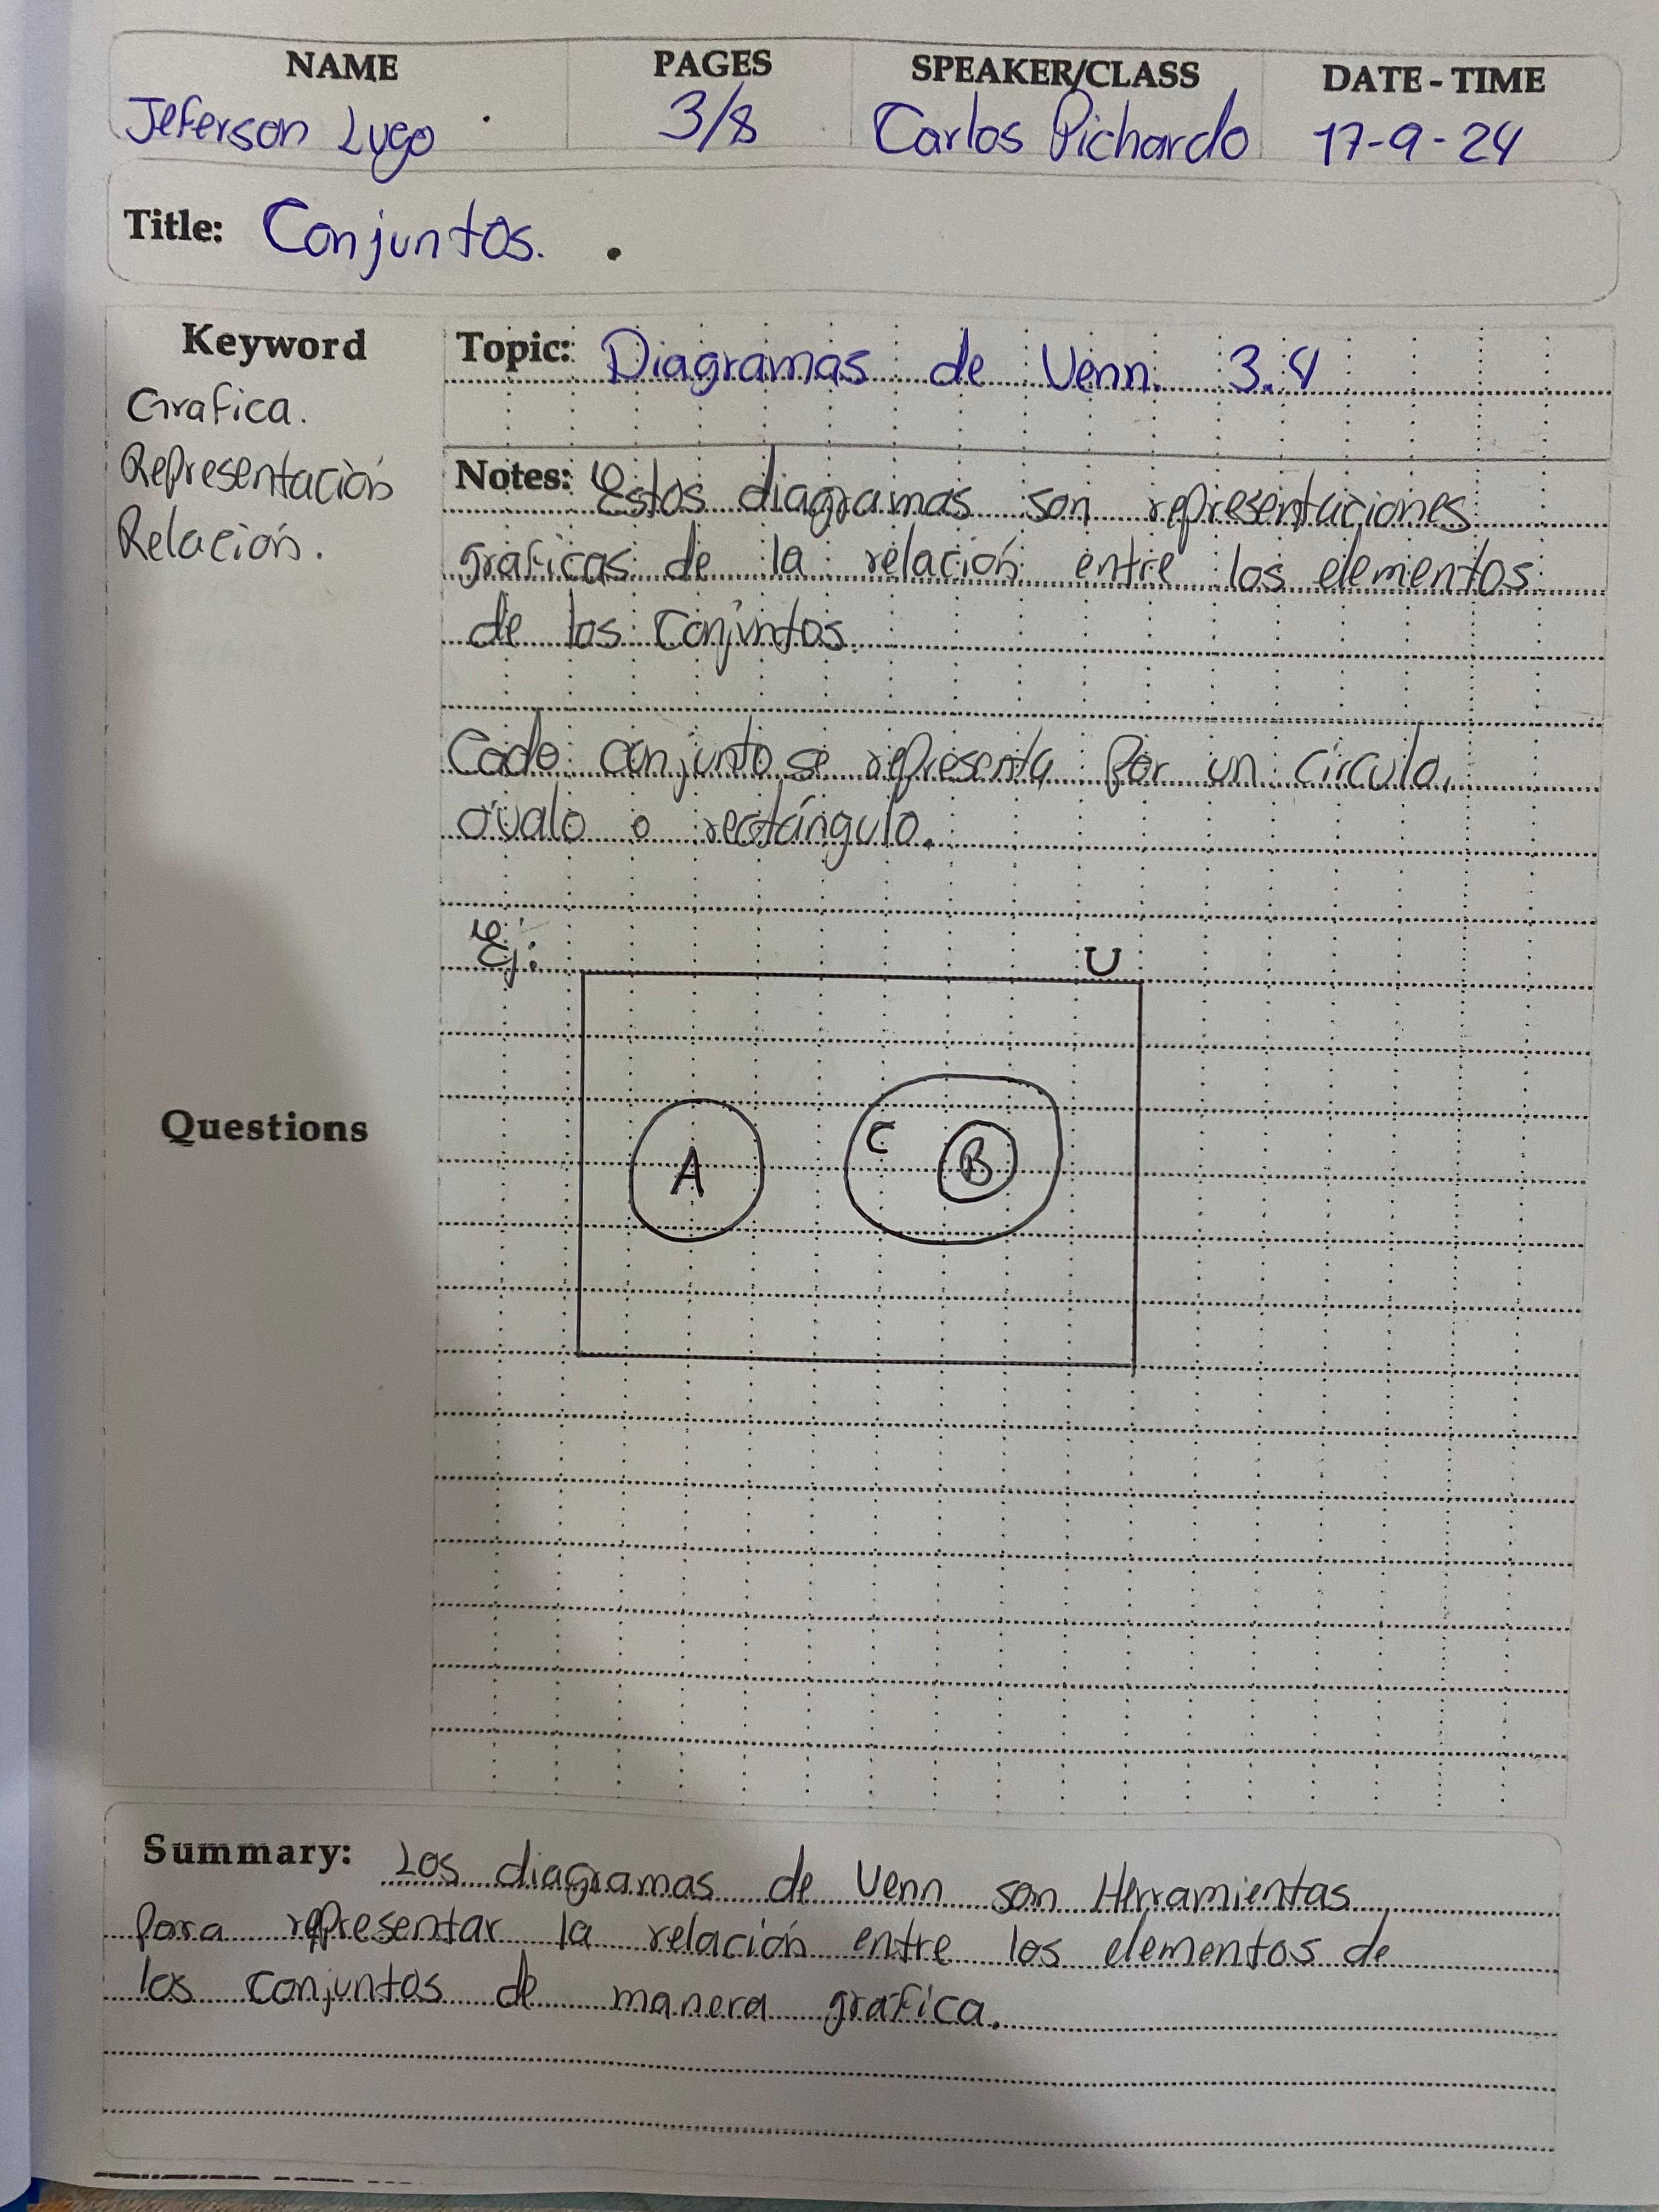 NAME PAGES SPEAKER/CLASS DATE - TIME
Jeferson Lugo 3/8 Carlos Pichardo 17-9-24
Title: Conjuntos.
Keyword
Grafica.
Representación
Relación.
Topic: Diagramas de Venn. 3.4
Notes: Estos diagramas son representaciones
gráficas de la relación entre los elementos
de los conjuntos.
Cada conjunto se representa por un círculo,
óvalo o rectángulo.
Ej:
U
A C B
Questions
Summary: Los diagramas de Venn son Herramientas
para representar la relación entre los elementos de
los conjuntos de manera grafica.